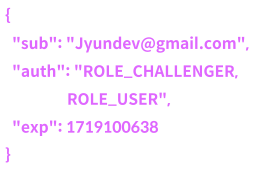 {
"sub": "Jyundev@gmail.com",
"auth": "ROLE_CHALLENGER,
ROLE_USER",
"exp": 1719100638
}